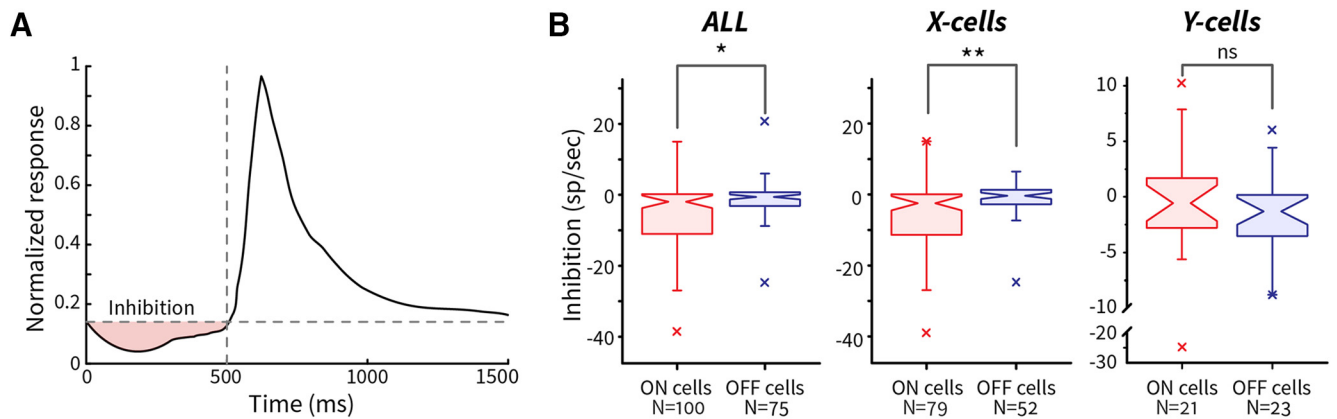 A
Normalized response
1
0.8
0.6
0.4
0.2
0
Inhibition
0
500
1000
1500
Time (ms)
B
Inhibition (sp/sec)
ALL
*
20
0
-20
-40
ON cells
N=100
OFF cells
N=75
X-cells
**
20
0
-20
-40
ON cells
N=79
OFF cells
N=52
Y-cells
ns
10
5
0
-5
-10
-20
-30
ON cells
N=21
OFF cells
N=23